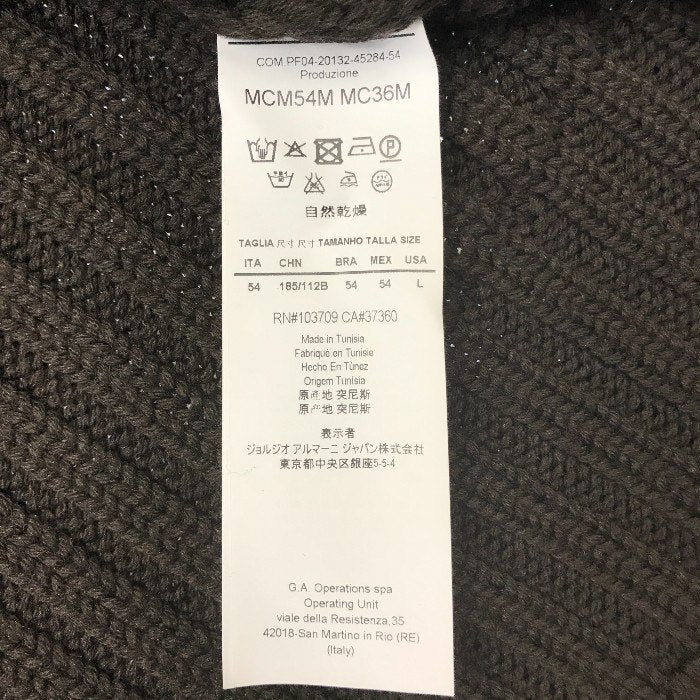 COM.PF04-20132-45284-54
Produzione
MCM54M MC36M
P
自然乾燥
TAGLIA 尺寸 尺寸 TAMANHO TALLA SIZE
ITA CHN BRA MEX USA
54 185/112B 54 54 L
RN#103709 CA#37360
Made in Tunisia
Fabriqué en Tunisie
Hecho En Túnez
Origem Tunísia
原產地 突尼斯
原产地 突尼斯
表示者
ジョルジオ アルマーニ ジャパン株式会社
東京都中央区銀座5-5-4
G.A. Operations spa
Operating Unit
viale della Resistenza,35
42018-San Martino in Rio (RE)
(Italy)